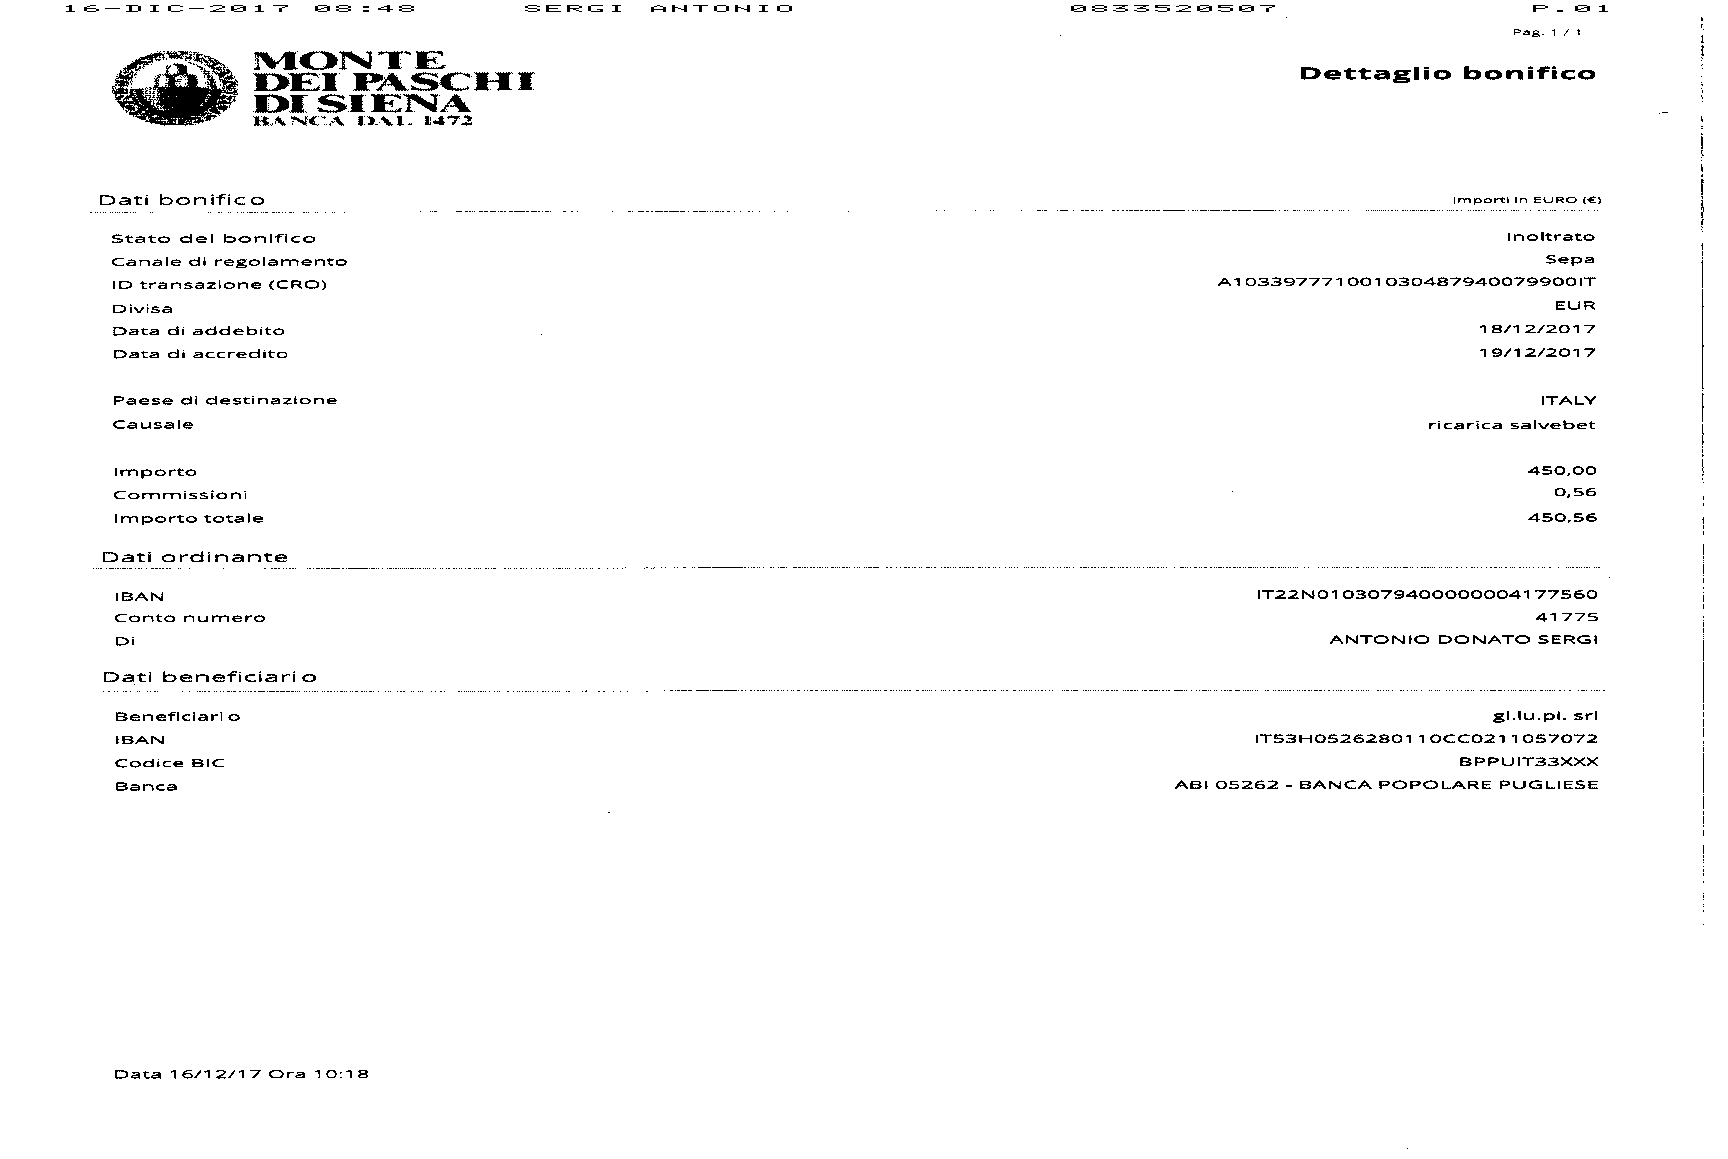 16-DIC-2017 08:48 SERGI ANTONIO 0833520507 P.01
Pag. 1 / 1
MONTE
DEI PASCHI
DI SIENA
BANCA DAL 1472
Dettaglio bonifico
Dati bonifico Importi in EURO (€)
Stato del bonifico Inoltrato
Canale di regolamento Sepa
ID transazione (CRO) A103397771001030487940079900IT
Divisa EUR
Data di addebito 18/12/2017
Data di accredito 19/12/2017
Paese di destinazione ITALY
Causale ricarica salvebet
Importo 450,00
Commissioni 0,56
Importo totale 450,56
Dati ordinante
IBAN IT22N0103079400000004177560
Conto numero 41775
Di ANTONIO DONATO SERGI
Dati beneficiario
Beneficiario gi.lu.pi. srl
IBAN IT53H0526280110CC0211057072
Codice BIC BPPUIT33XXX
Banca ABI 05262 - BANCA POPOLARE PUGLIESE
Data 16/12/17 Ora 10:18